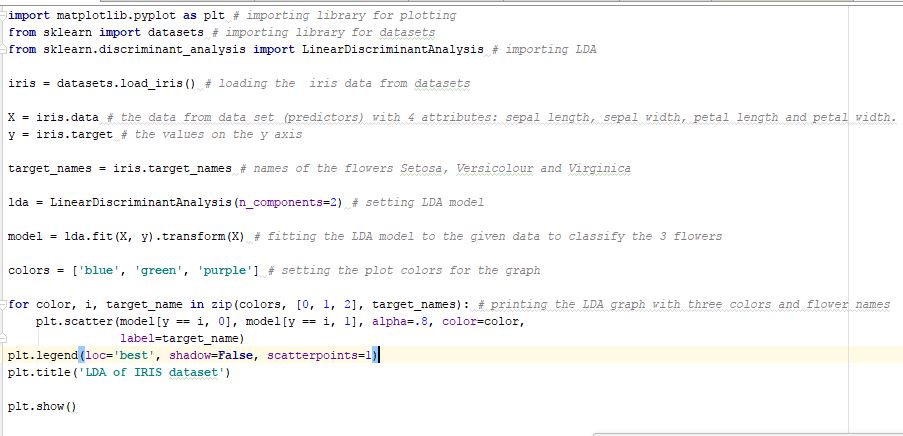 import matplotlib.pyplot as plt # importing library for plotting
from sklearn import datasets # importing library for datasets
from sklearn.discriminant_analysis import LinearDiscriminantAnalysis # importing LDA
iris = datasets.load_iris() # loading the  iris data from datasets
X = iris.data # the data from data set (predictors) with 4 attributes: sepal length, sepal width, petal length and petal width.
y = iris.target # the values on the y axis
target_names = iris.target_names # names of the flowers Setosa, Versicolour and Virginica
lda = LinearDiscriminantAnalysis(n_components=2) # setting LDA model
model = lda.fit(X, y).transform(X) # fitting the LDA model to the given data to classify the 3 flowers
colors = ['blue', 'green', 'purple'] # setting the plot colors for the graph
for color, i, target_name in zip(colors, [0, 1, 2], target_names): # printing the LDA graph with three colors and flower names
    plt.scatter(model[y == i, 0], model[y == i, 1], alpha=.8, color=color,
                label=target_name)
plt.legend(loc='best', shadow=False, scatterpoints=1)
plt.title('LDA of IRIS dataset')
plt.show()